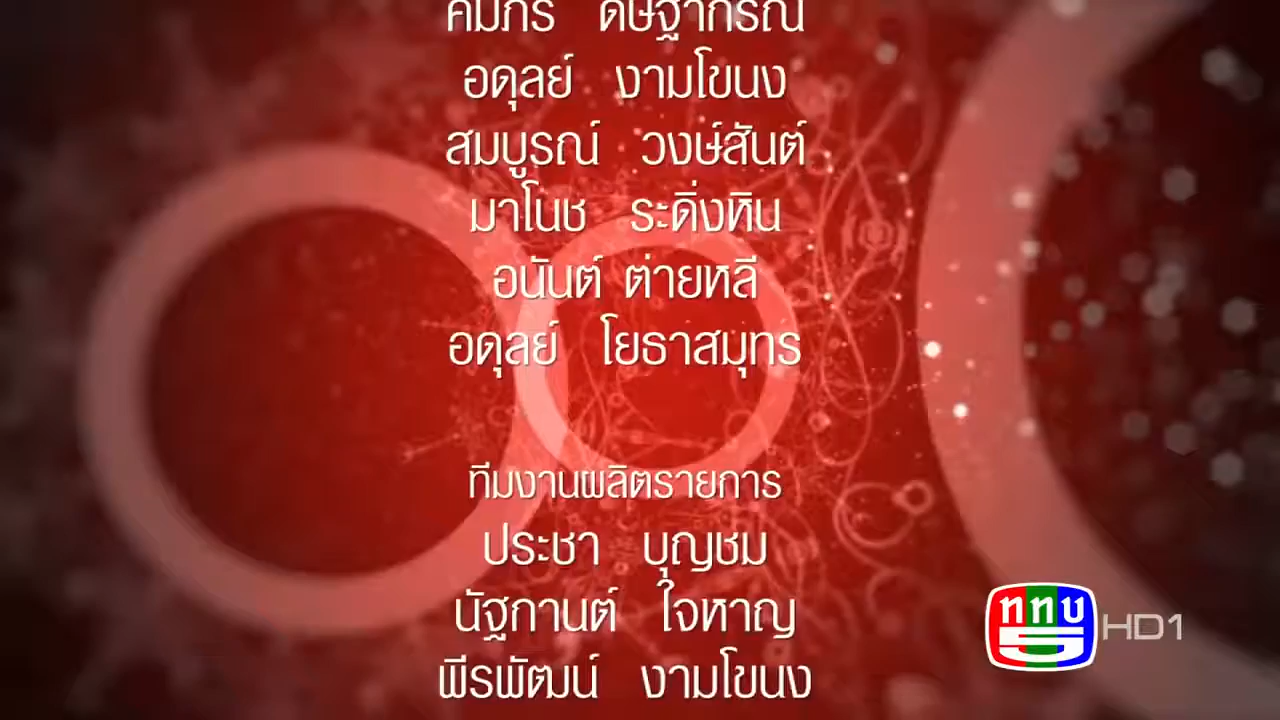 อดุลย์ งามโขนง
สมบูรณ์ วงษ์สันต์
มาโนช ระดิ่งหิน
อนันต์ ต่ายหลี
อดุลย์ โยธาสมุทร
ทีมงานผลิตรายการ
ประชา บุญชม
นัฐกานต์ ใจหาญ
พีรพัฒน์ งามโขนง
ททบ 5 HD1